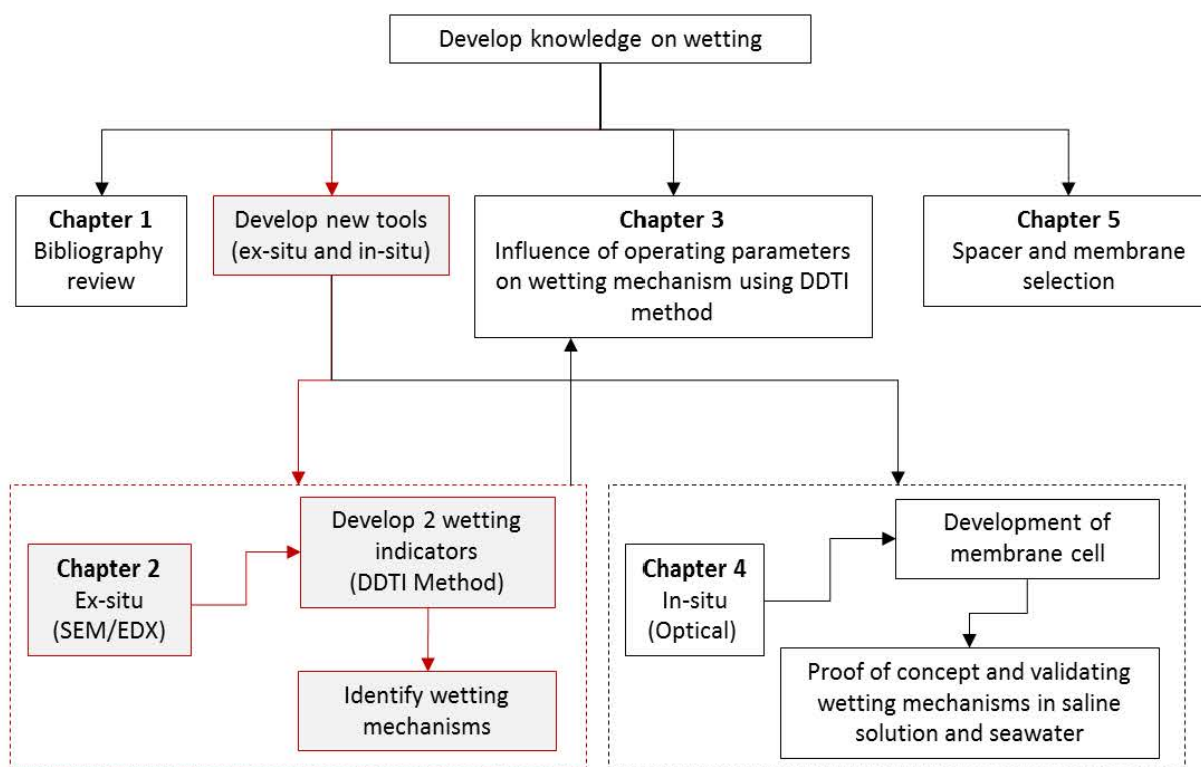 Develop knowledge on wetting
Chapter 1
Bibliography
review
Develop new tools
(ex-situ and in-situ)
Chapter 3
Influence of operating parameters
on wetting mechanism using DDTI
method
Chapter 5
Spacer and membrane
selection
Chapter 2
Ex-situ
(SEM/EDX)
Develop 2 wetting
indicators
(DDTI Method)
Identify wetting
mechanisms
Chapter 4
In-situ
(Optical)
Development of
membrane cell
Proof of concept and validating
wetting mechanisms in saline
solution and seawater